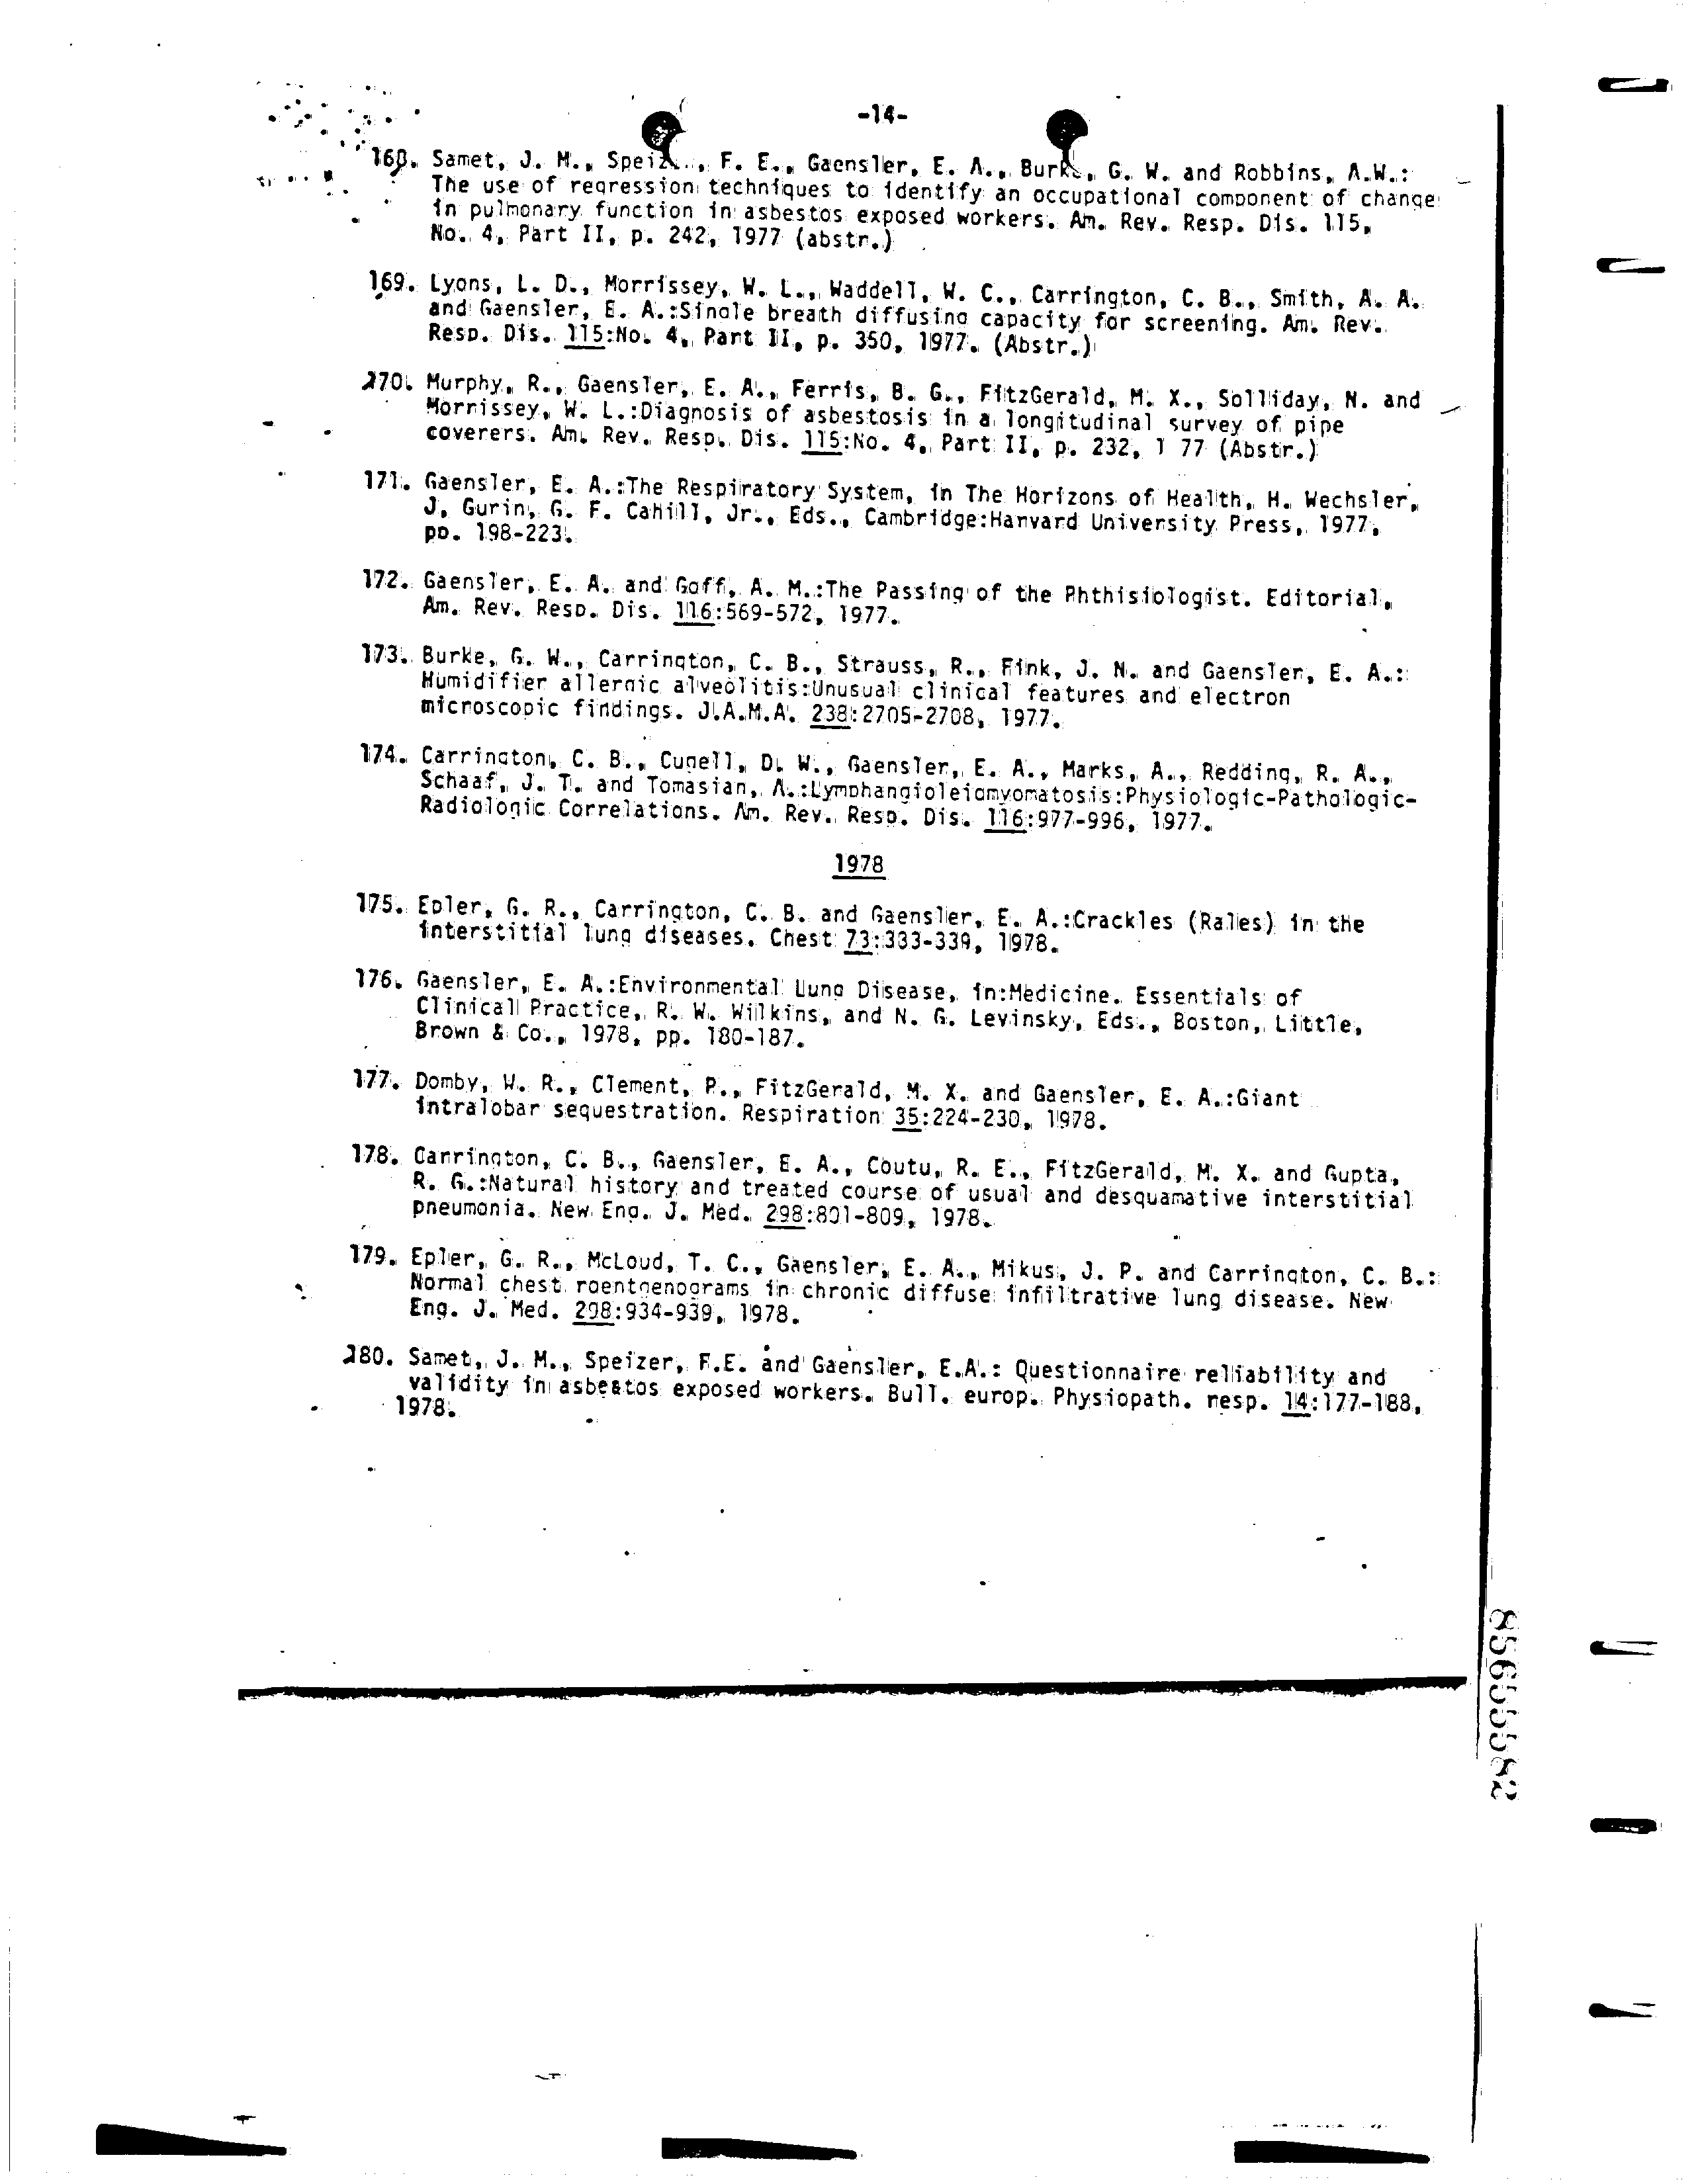 -14-
168. Samet, J. M., Speiz..., F. E., Gaensler, E. A., Burke, G. W. and Robbins, A.W.:
The use of regression techniques to identify an occupational component of change
in pulmonary function in asbestos exposed workers. Am. Rev. Resp. Dis. 115,
No. 4, Part II, p. 242, 1977 (abstr.)
169. Lyons, L. D., Morrissey, W. L., Waddell, W. C., Carrington, C. B., Smith, A. A.
and Gaensler, E. A.:Single breath diffusing capacity for screening. Am. Rev.
Resp. Dis. 115:No. 4, Part II, p. 350, 1977. (Abstr.)
170. Murphy, R., Gaensler, E. A., Ferris, B. G., FitzGerald, M. X., Solliday, N. and
Morrissey, W. L.:Diagnosis of asbestosis in a longitudinal survey of pipe
coverers. Am. Rev. Resp. Dis. 115:No. 4, Part II, p. 232, 1 77 (Abstr.)
171. Gaensler, E. A.:The Respiratory System, in The Horizons of Health, H. Wechsler,
J. Gurin, G. F. Cahill, Jr., Eds., Cambridge:Harvard University Press, 1977,
pp. 198-223.
172. Gaensler, E. A. and Goff, A. M.:The Passing of the Phthisiologist. Editorial,
Am. Rev. Resp. Dis. 116:569-572, 1977.
173. Burke, G. W., Carrington, C. B., Strauss, R., Fink, J. N. and Gaensler, E. A.:
Humidifier allergic alveolitis:Unusual clinical features and electron
microscopic findings. J.A.M.A. 238:2705-2708, 1977.
174. Carrington, C. B., Cugell, D. W., Gaensler, E. A., Marks, A., Redding, R. A.,
Schaaf, J. T. and Tomasian, A.:Lymphangioleiomyomatosis:Physiologic-Pathologic-
Radiologic Correlations. Am. Rev. Resp. Dis. 116:977-996, 1977.
1978
175. Epler, G. R., Carrington, C. B. and Gaensler, E. A.:Crackles (Rales) in the
interstitial lung diseases. Chest 73:333-339, 1978.
176. Gaensler, E. A.:Environmental Lung Disease, in:Medicine. Essentials of
Clinical Practice, R. W. Wilkins, and N. G. Levinsky, Eds., Boston, Little,
Brown & Co., 1978, pp. 180-187.
177. Domby, W. R., Clement, P., FitzGerald, M. X. and Gaensler, E. A.:Giant
intralobar sequestration. Respiration 35:224-230, 1978.
178. Carrington, C. B., Gaensler, E. A., Coutu, R. E., FitzGerald, M. X. and Gupta,
R. G.:Natural history and treated course of usual and desquamative interstitial
pneumonia. New Eng. J. Med. 298:801-809, 1978.
179. Epler, G. R., McLoud, T. C., Gaensler, E. A., Mikus, J. P. and Carrington, C. B.:
Normal chest roentgenograms in chronic diffuse infiltrative lung disease. New
Eng. J. Med. 298:934-939, 1978.
180. Samet, J. M., Speizer, F.E. and Gaensler, E.A.: Questionnaire reliability and
validity in asbestos exposed workers. Bull. europ. Physiopath. resp. 14:177-188,
1978.
85655582